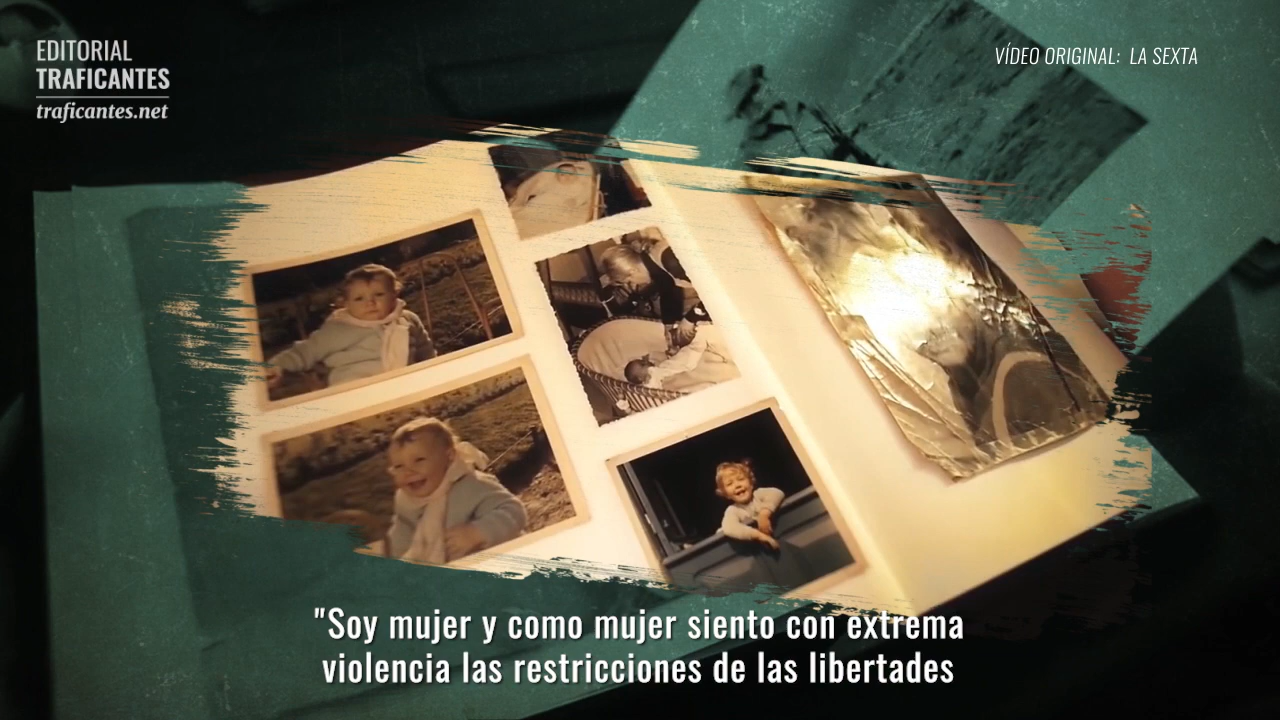 EDITORIAL
TRAFICANTES
traficantes.net
VÍDEO ORIGINAL: LA SEXTA
"Soy mujer y como mujer siento con extrema
violencia las restricciones de las libertades